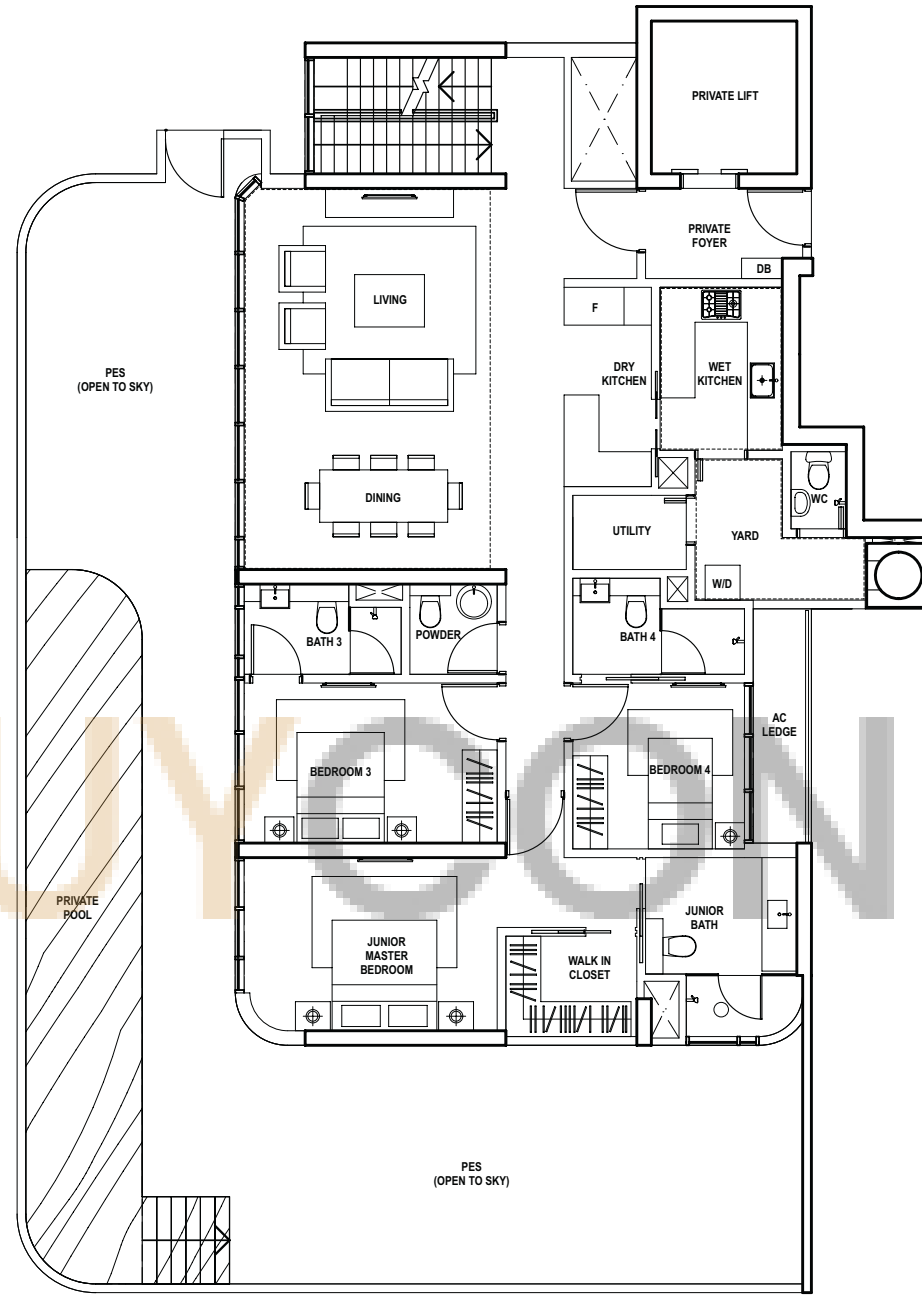 PRIVATE LIFT
PRIVATE
FOYER
DB
LIVING
F
PES
(OPEN TO SKY)
DRY
KITCHEN
WET
KITCHEN
DINING
WC
UTILITY
YARD
W/D
BATH 3
POWDER
BATH 4
AC
LEDGE
BEDROOM 3
BEDROOM 4
PRIVATE
POOL
JUNIOR
MASTER
BEDROOM
WALK IN
CLOSET
JUNIOR
BATH
PES
(OPEN TO SKY)
UYCON